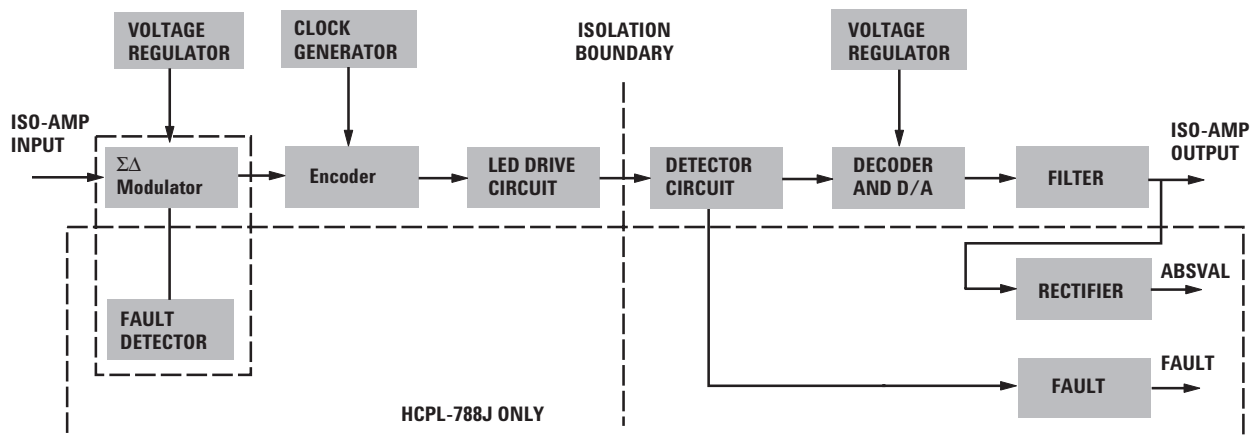 VOLTAGE
REGULATOR
CLOCK
GENERATOR
ISOLATION
BOUNDARY
VOLTAGE
REGULATOR
ISO-AMP
INPUT
ISO-AMP
OUTPUT
ΣΔ
Modulator
Encoder
LED DRIVE
CIRCUIT
DETECTOR
CIRCUIT
DECODER
AND D/A
FILTER
RECTIFIER
ABSVAL
FAULT
DETECTOR
FAULT
FAULT
HCPL-788J ONLY